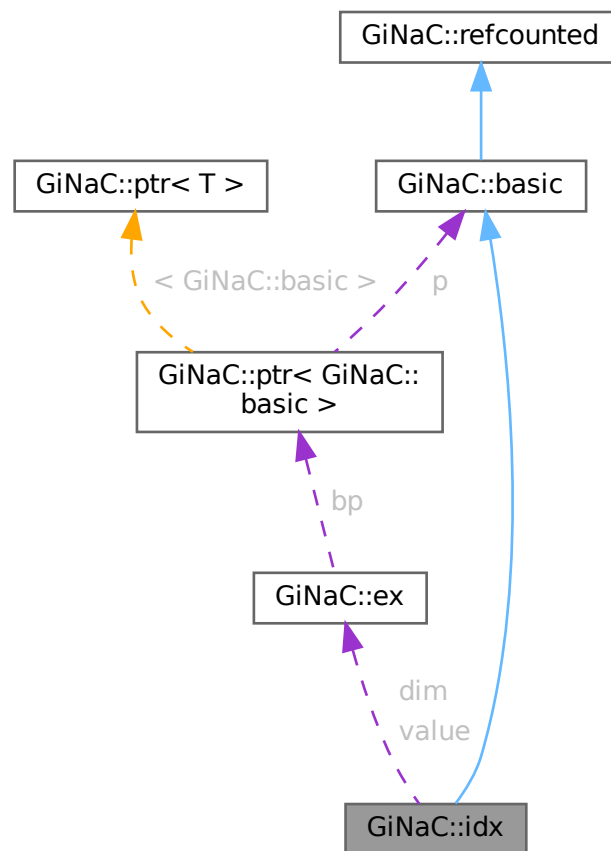 GiNaC::refcounted
GiNaC::ptr< T >
GiNaC::basic
< GiNaC::basic >
p
GiNaC::ptr< GiNaC::
basic >
bp
GiNaC::ex
dim
value
GiNaC::idx